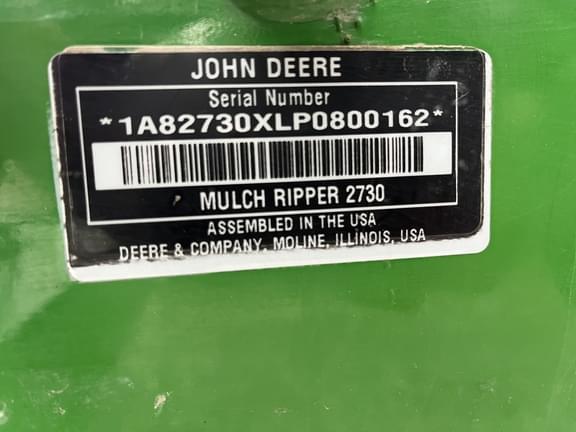 JOHN DEERE
Serial Number
*1A82730XLP0800162*
MULCH RIPPER 2730
ASSEMBLED IN THE USA
DEERE & COMPANY, MOLINE, ILLINOIS, USA